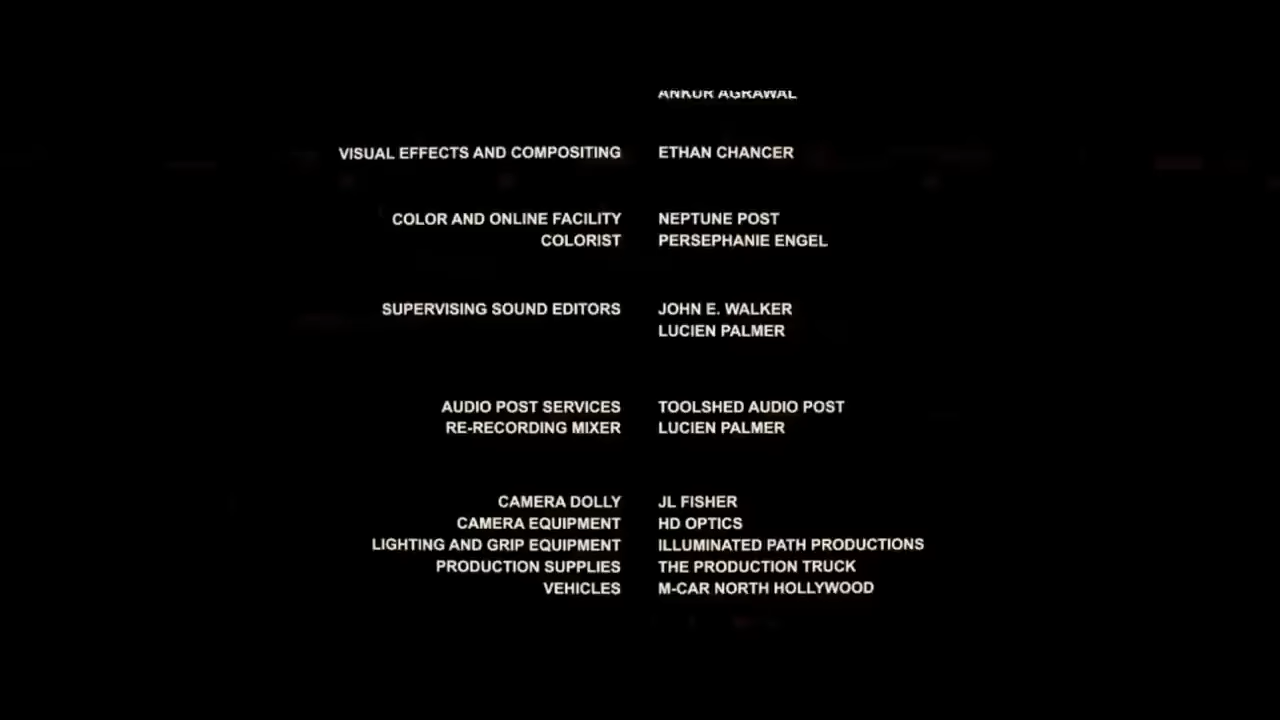 ANKUR AGRAWAL
VISUAL EFFECTS AND COMPOSITING ETHAN CHANCER
COLOR AND ONLINE FACILITY NEPTUNE POST
COLORIST PERSEPHANIE ENGEL
SUPERVISING SOUND EDITORS JOHN E. WALKER
LUCIEN PALMER
AUDIO POST SERVICES TOOLSHED AUDIO POST
RE-RECORDING MIXER LUCIEN PALMER
CAMERA DOLLY JL FISHER
CAMERA EQUIPMENT HD OPTICS
LIGHTING AND GRIP EQUIPMENT ILLUMINATED PATH PRODUCTIONS
PRODUCTION SUPPLIES THE PRODUCTION TRUCK
VEHICLES M-CAR NORTH HOLLYWOOD